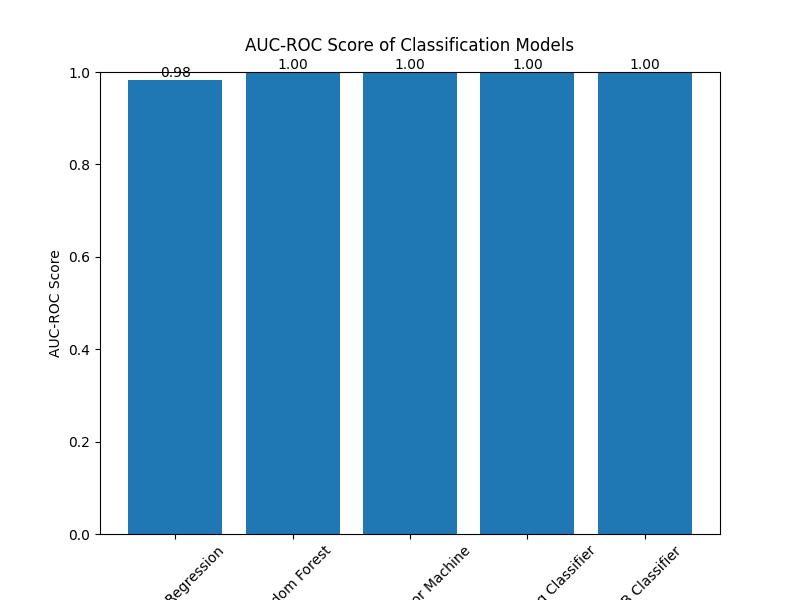 AUC-ROC Score of Classification Models
0.98
1.00
1.00
1.00
1.00
1.0
0.8
0.6
0.4
0.2
0.0
AUC-ROC Score
Regression
dom Forest
or Machine
g Classifier
B Classifier